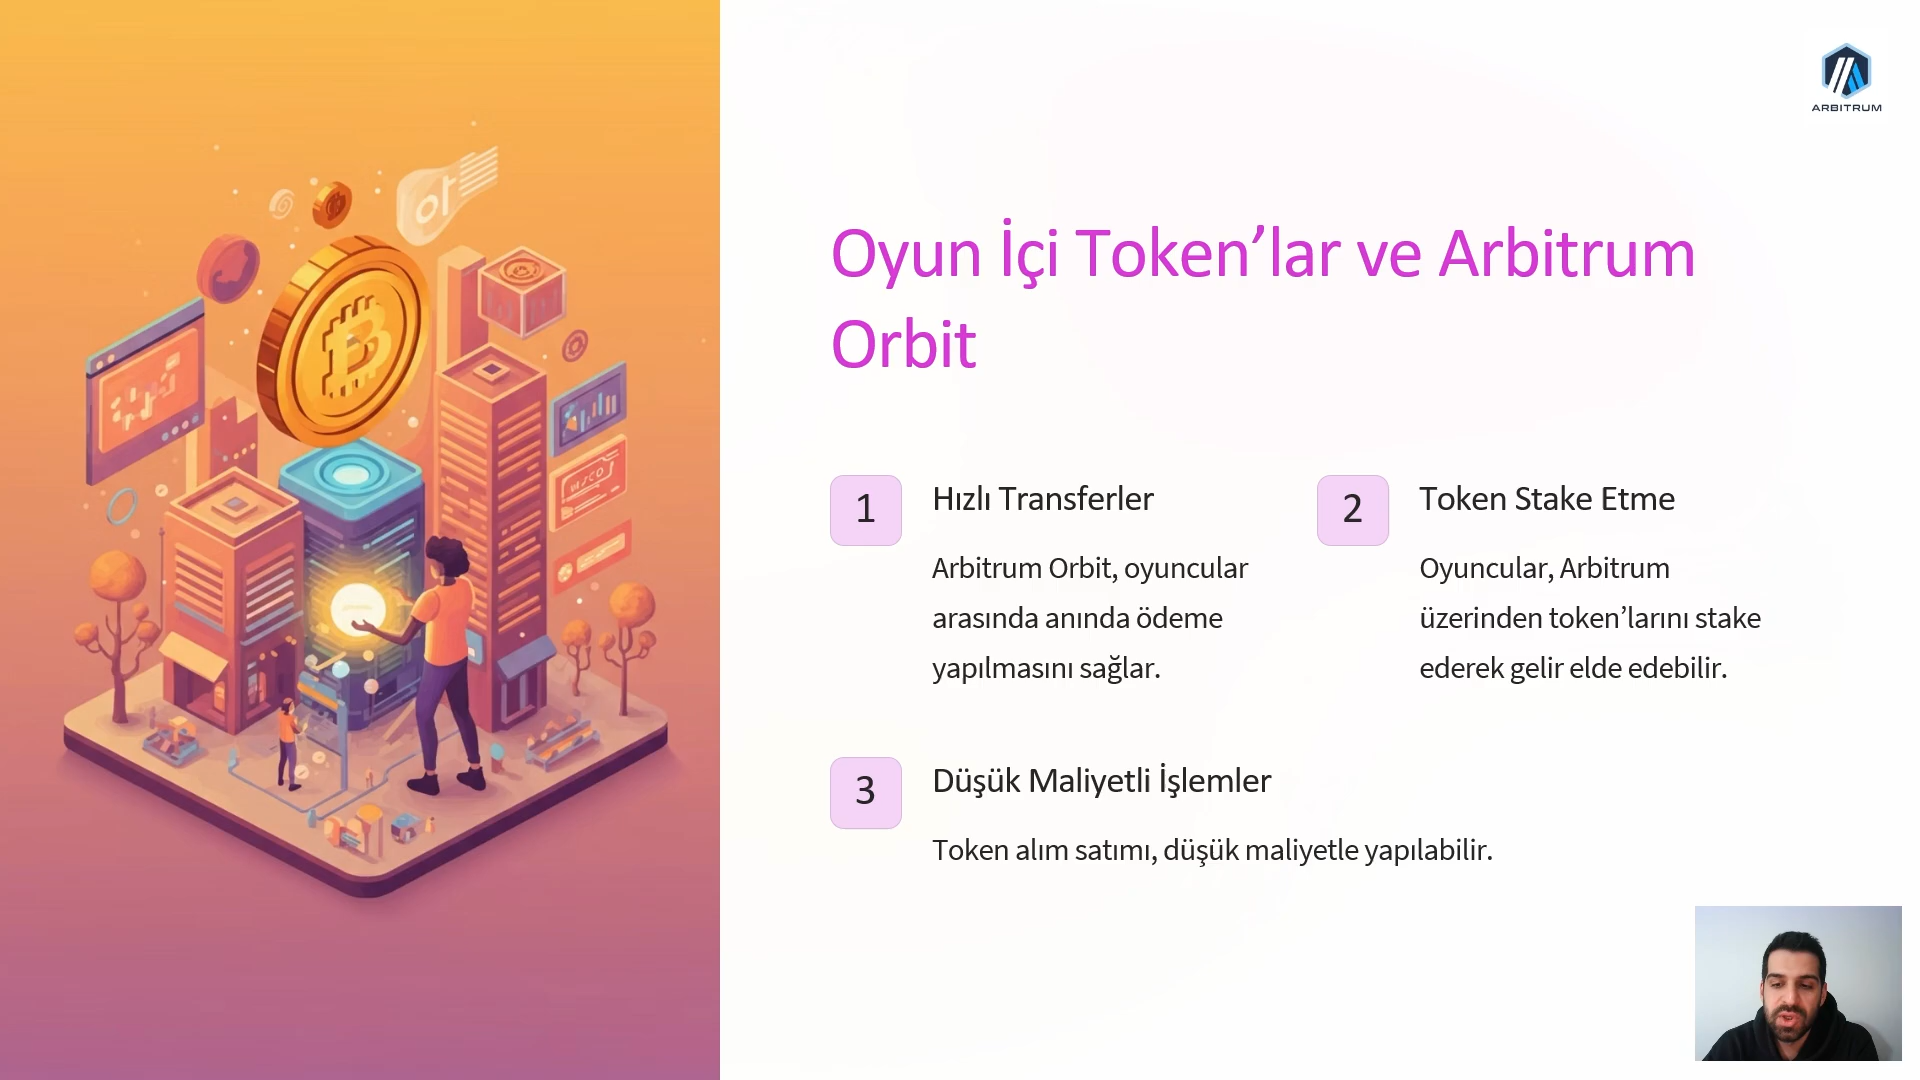 ARBITRUM
Oyun İçi Token’lar ve Arbitrum
Orbit
1
Hızlı Transferler
Arbitrum Orbit, oyuncular
arasında anında ödeme
yapılmasını sağlar.
2
Token Stake Etme
Oyuncular, Arbitrum
üzerinden token’larını stake
ederek gelir elde edebilir.
3
Düşük Maliyetli İşlemler
Token alım satımı, düşük maliyetle yapılabilir.